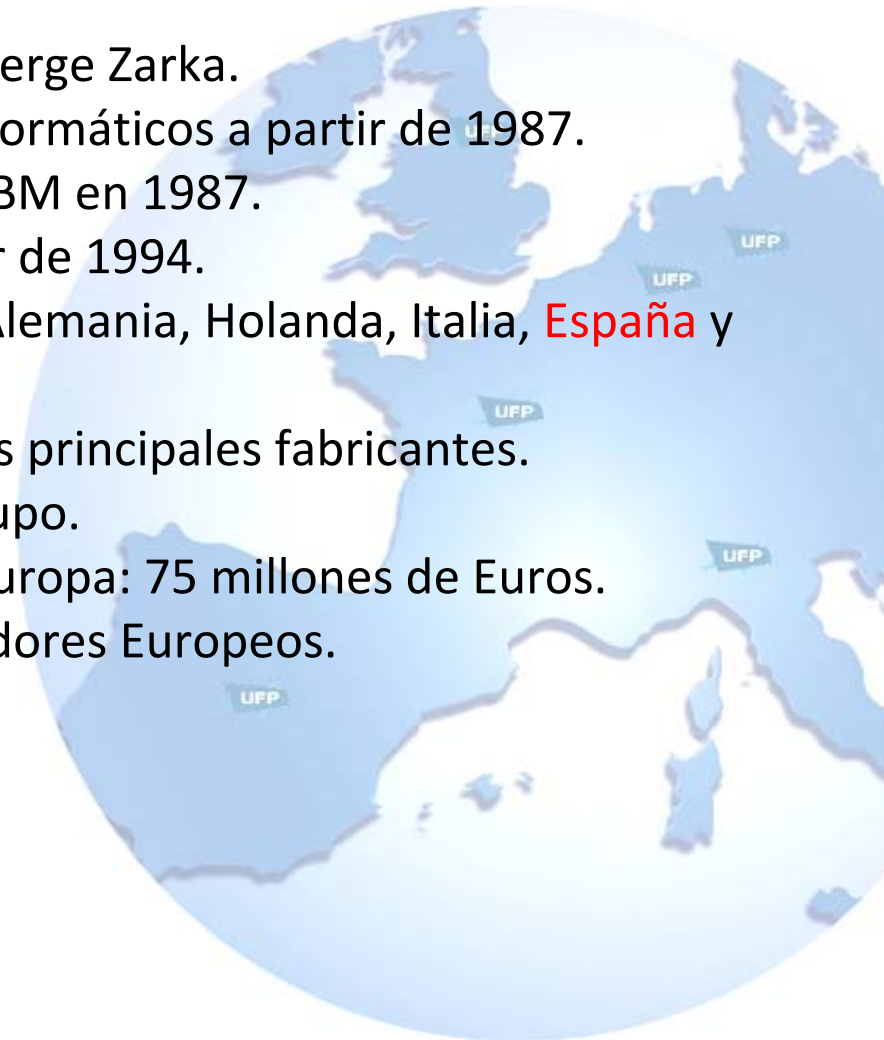 erge Zarka.
ormáticos a partir de 1987.
BM en 1987.
r de 1994.
Alemania, Holanda, Italia, España y
s principales fabricantes.
upo.
uropa: 75 millones de Euros.
dores Europeos.
UFP
UFP
UFP
UFP
UFP
UFP